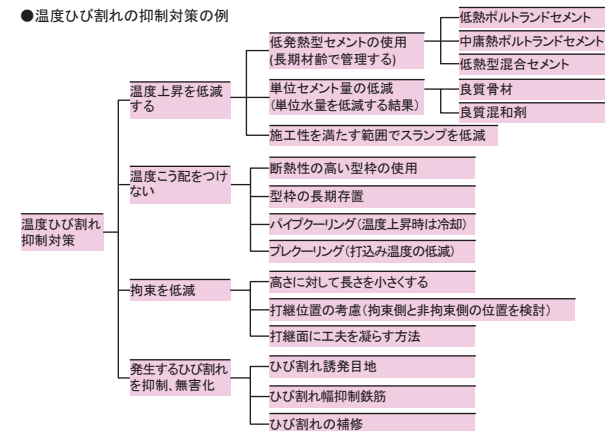 ●温度ひび割れの抑制対策の例
温度ひび割れ
抑制対策
温度上昇を低減
する
低発熱型セメントの使用
(長期材齢で管理する)
低熱ポルトランドセメント
中庸熱ポルトランドセメント
低熱型混合セメント
単位セメント量の低減
(単位水量を低減する結果)
良質骨材
良質混和剤
施工性を満たす範囲でスランプを低減
温度こう配をつけ
ない
断熱性の高い型枠の使用
型枠の長期存置
パイプクーリング(温度上昇時は冷却)
プレクーリング(打込み温度の低減)
拘束を低減
高さに対して長さを小さくする
打継位置の考慮(拘束側と非拘束側の位置を検討)
打継面に工夫を凝らす方法
発生するひび割れ
を抑制、無害化
ひび割れ誘発目地
ひび割れ幅抑制鉄筋
ひび割れの補修